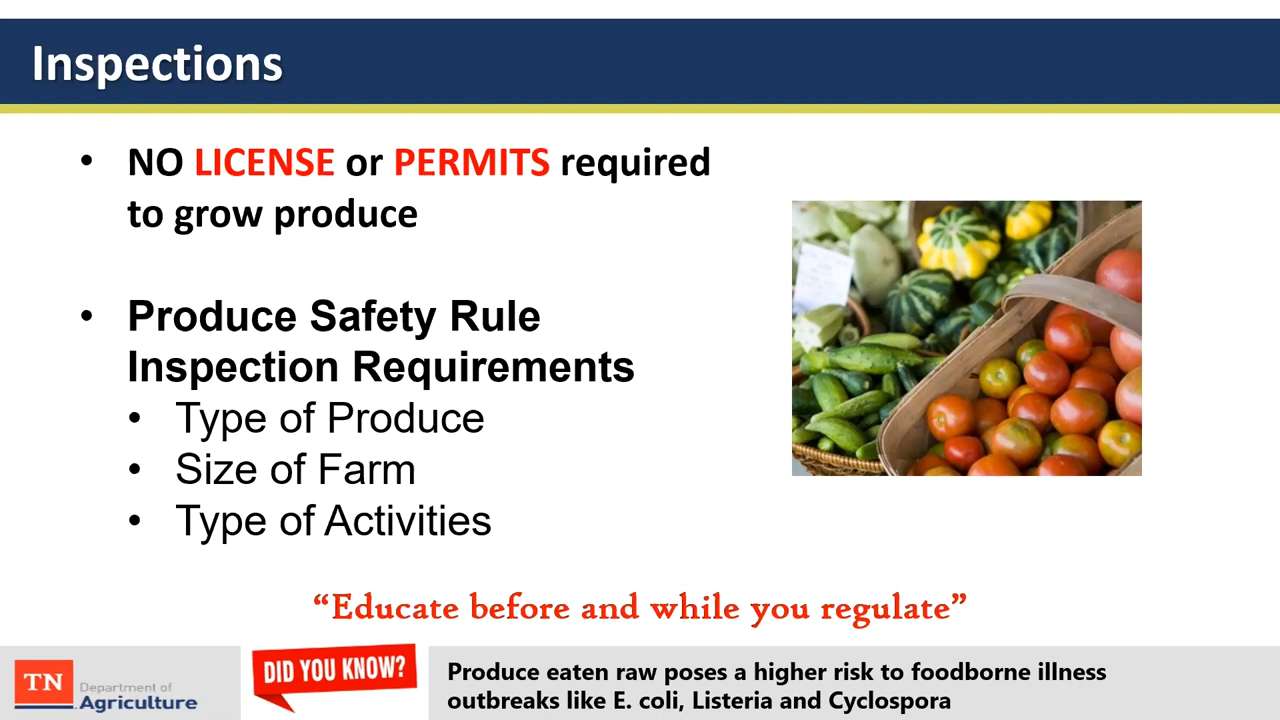 Inspections
• NO LICENSE or PERMITS required
to grow produce
• Produce Safety Rule
Inspection Requirements
• Type of Produce
• Size of Farm
• Type of Activities
“Educate before and while you regulate”
TN
Department of
Agriculture
DID YOU KNOW?
Produce eaten raw poses a higher risk to foodborne illness
outbreaks like E. coli, Listeria and Cyclospora